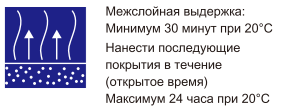 Межслойная выдержка:
Минимум 30 минут при 20°C
Нанести последующие
покрытия в течение
(открытое время)
Максимум 24 часа при 20°C